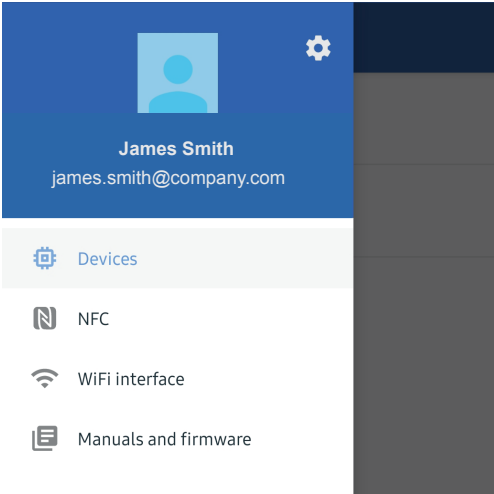 James Smith
james.smith@company.com
Devices
NFC
WiFi interface
Manuals and firmware